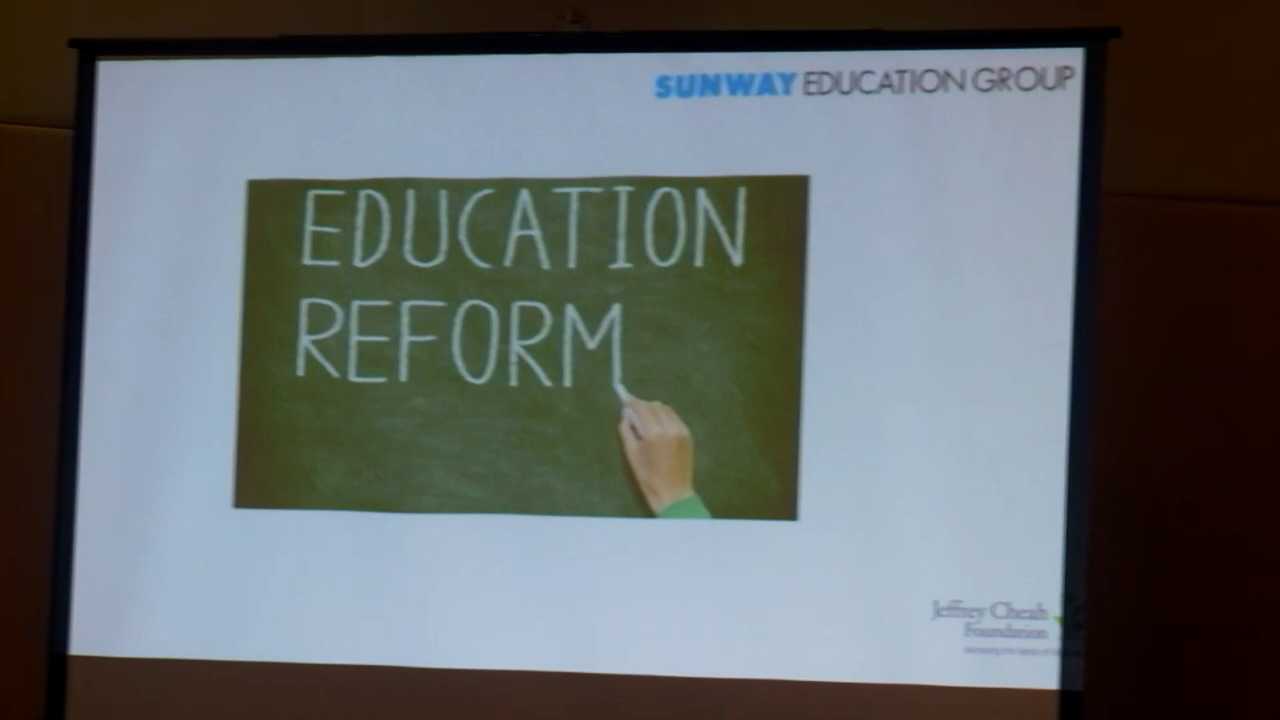 SUNWAY EDUCATION GROUP
EDUCATION
REFORM
Jeffrey Cheah
Foundation